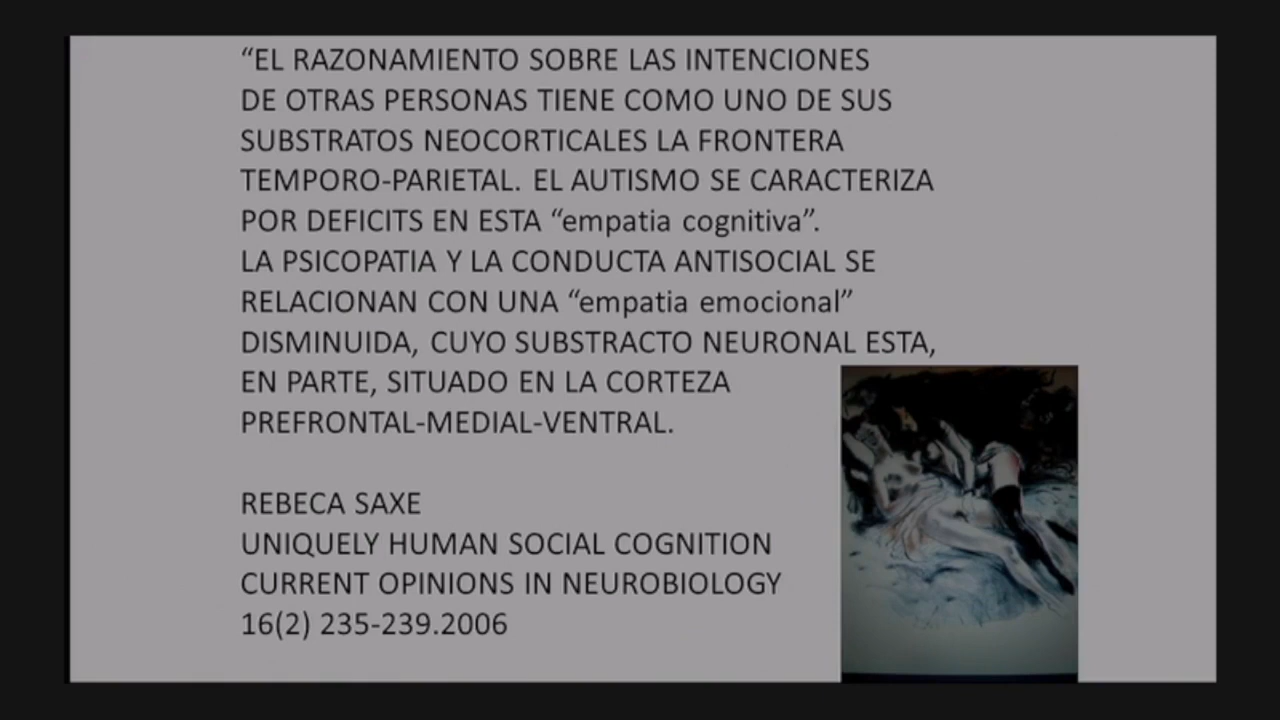 “EL RAZONAMIENTO SOBRE LAS INTENCIONES
DE OTRAS PERSONAS TIENE COMO UNO DE SUS
SUBSTRATOS NEOCORTICALES LA FRONTERA
TEMPORO-PARIETAL. EL AUTISMO SE CARACTERIZA
POR DEFICITS EN ESTA “empatia cognitiva”.
LA PSICOPATIA Y LA CONDUCTA ANTISOCIAL SE
RELACIONAN CON UNA “empatia emocional”
DISMINUIDA, CUYO SUBSTRACTO NEURONAL ESTA,
EN PARTE, SITUADO EN LA CORTEZA
PREFRONTAL-MEDIAL-VENTRAL.
REBECA SAXE
UNIQUELY HUMAN SOCIAL COGNITION
CURRENT OPINIONS IN NEUROBIOLOGY
16(2) 235-239.2006